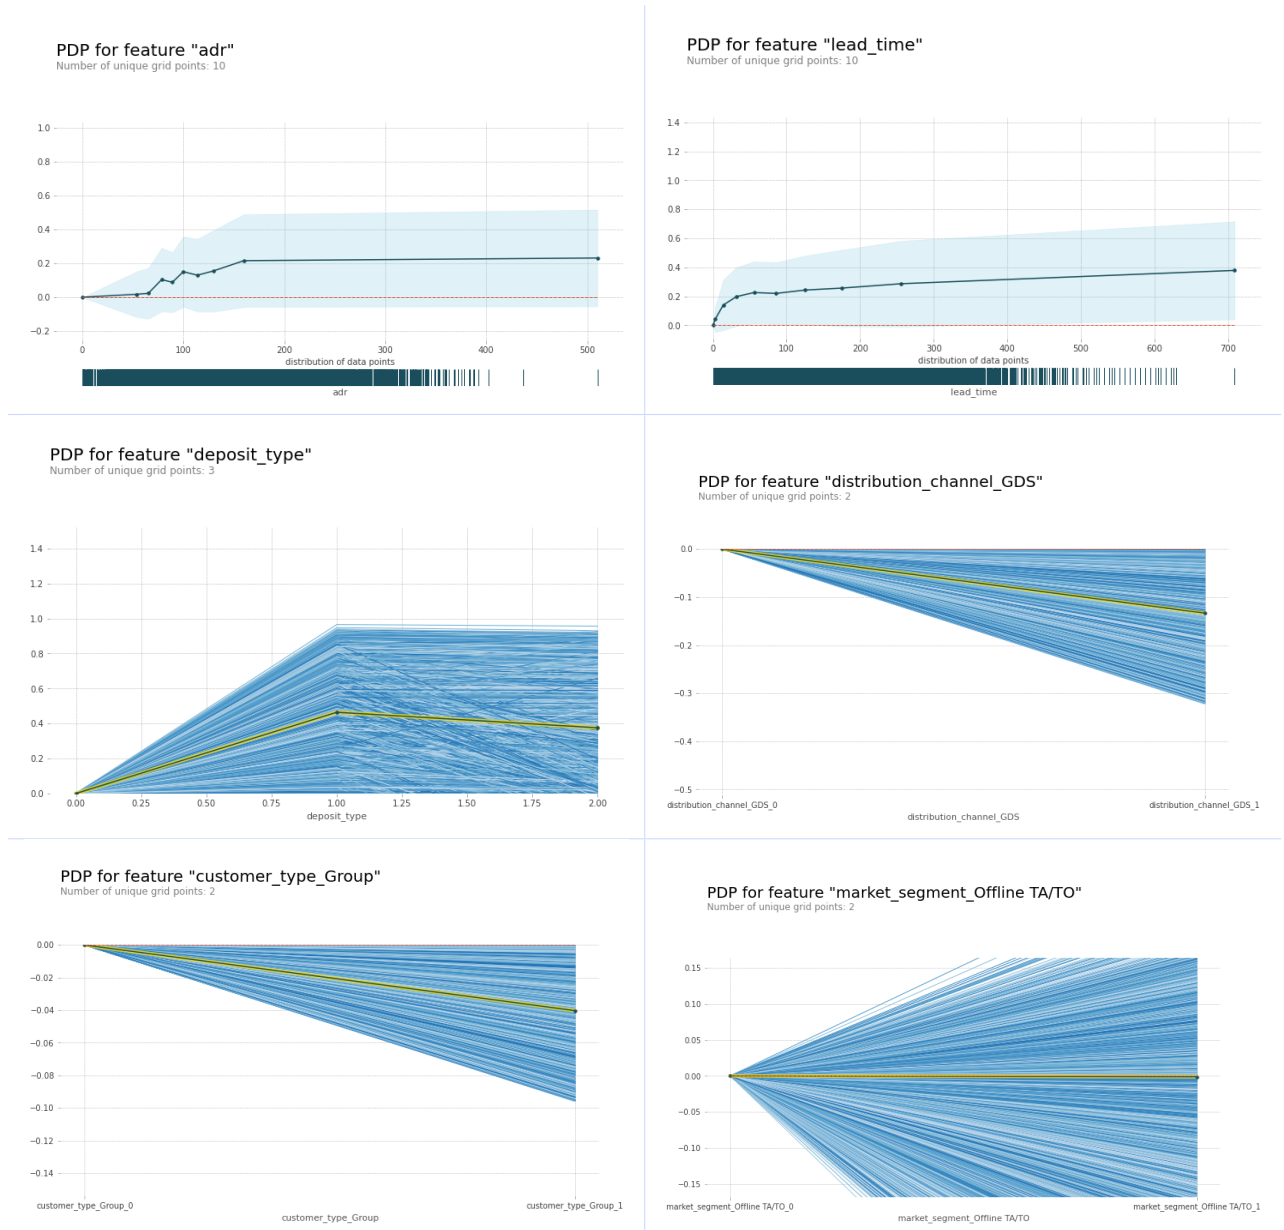 PDP for feature "adr"
Number of unique grid points: 10
1.0
0.8
0.6
0.4
0.2
0.0
−0.2
0 100 200 300 400 500
distribution of data points
adr
PDP for feature "lead_time"
Number of unique grid points: 10
1.4
1.2
1.0
0.8
0.6
0.4
0.2
0.0
0 100 200 300 400 500 600 700
distribution of data points
lead_time
PDP for feature "deposit_type"
Number of unique grid points: 3
1.4
1.2
1.0
0.8
0.6
0.4
0.2
0.0
0.00 0.25 0.50 0.75 1.00 1.25 1.50 1.75 2.00
deposit_type
PDP for feature "distribution_channel_GDS"
Number of unique grid points: 2
0.0
−0.1
−0.2
−0.3
−0.4
−0.5
distribution_channel_GDS_0 distribution_channel_GDS_1
distribution_channel_GDS
PDP for feature "customer_type_Group"
Number of unique grid points: 2
0.00
−0.02
−0.04
−0.06
−0.08
−0.10
−0.12
−0.14
customer_type_Group_0 customer_type_Group_1
customer_type_Group
PDP for feature "market_segment_Offline TA/TO"
Number of unique grid points: 2
0.15
0.10
0.05
0.00
−0.05
−0.10
−0.15
market_segment_Offline TA/TO_0 market_segment_Offline TA/TO_1
market_segment_Offline TA/TO